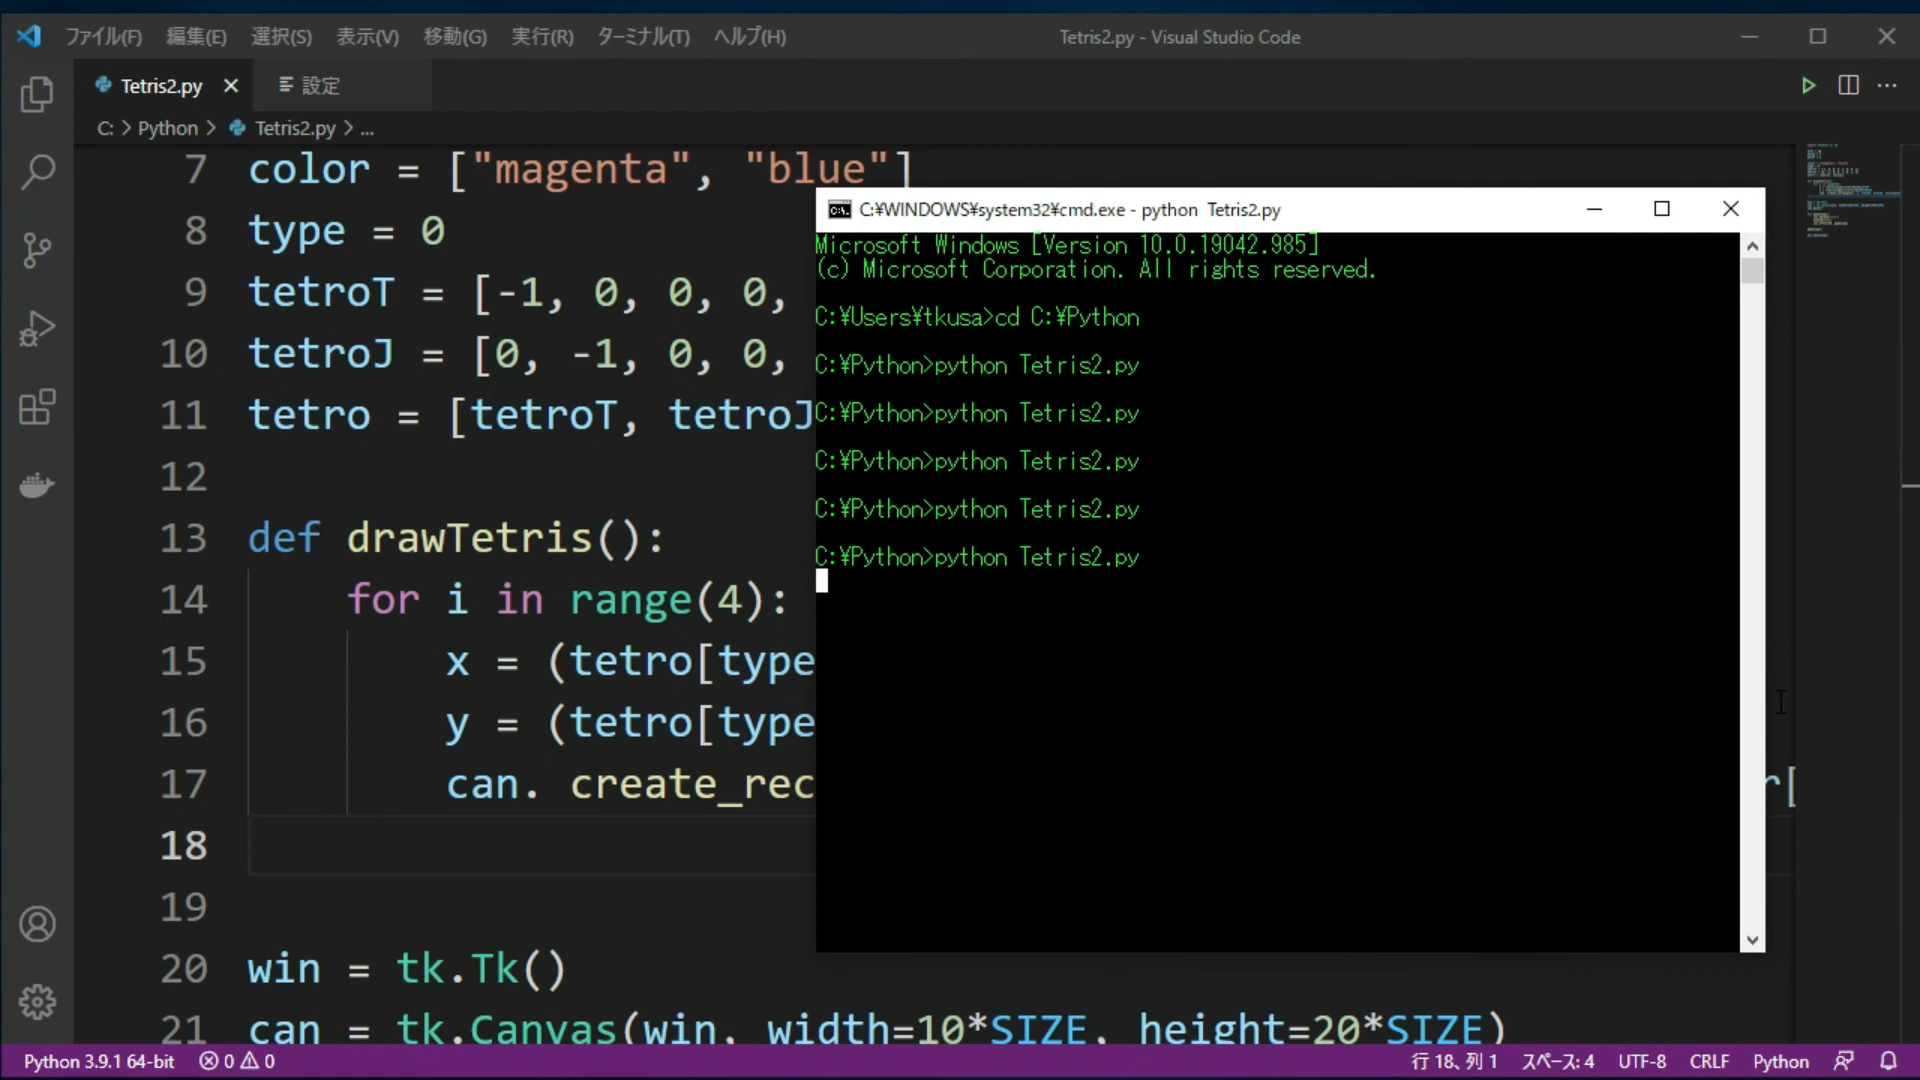 ファイル(F) 編集(E) 選択(S) 表示(V) 移動(G) 実行(R) ターミナル(T) ヘルプ(H) Tetris2.py - Visual Studio Code
Tetris2.py 設定
C: > Python > Tetris2.py > ...
7 color = ["magenta", "blue"]
8 type = 0
9 tetroT = [-1, 0, 0, 0,
10 tetroJ = [0, -1, 0, 0,
11 tetro = [tetroT, tetroJ
12
13 def drawTetris():
14 for i in range(4):
15 x = (tetro[type
16 y = (tetro[type
17 can. create_rec r[
18
19
20 win = tk.Tk()
21 can = tk.Canvas(win, width=10*SIZE, height=20*SIZE)
C:¥WINDOWS¥system32¥cmd.exe - python Tetris2.py
Microsoft Windows [Version 10.0.19042.985]
(c) Microsoft Corporation. All rights reserved.
C:¥Users¥tkusa>cd C:¥Python
C:¥Python>python Tetris2.py
C:¥Python>python Tetris2.py
C:¥Python>python Tetris2.py
C:¥Python>python Tetris2.py
C:¥Python>python Tetris2.py
Python 3.9.1 64-bit 0 0 行 18、列 1 スペース: 4 UTF-8 CRLF Python